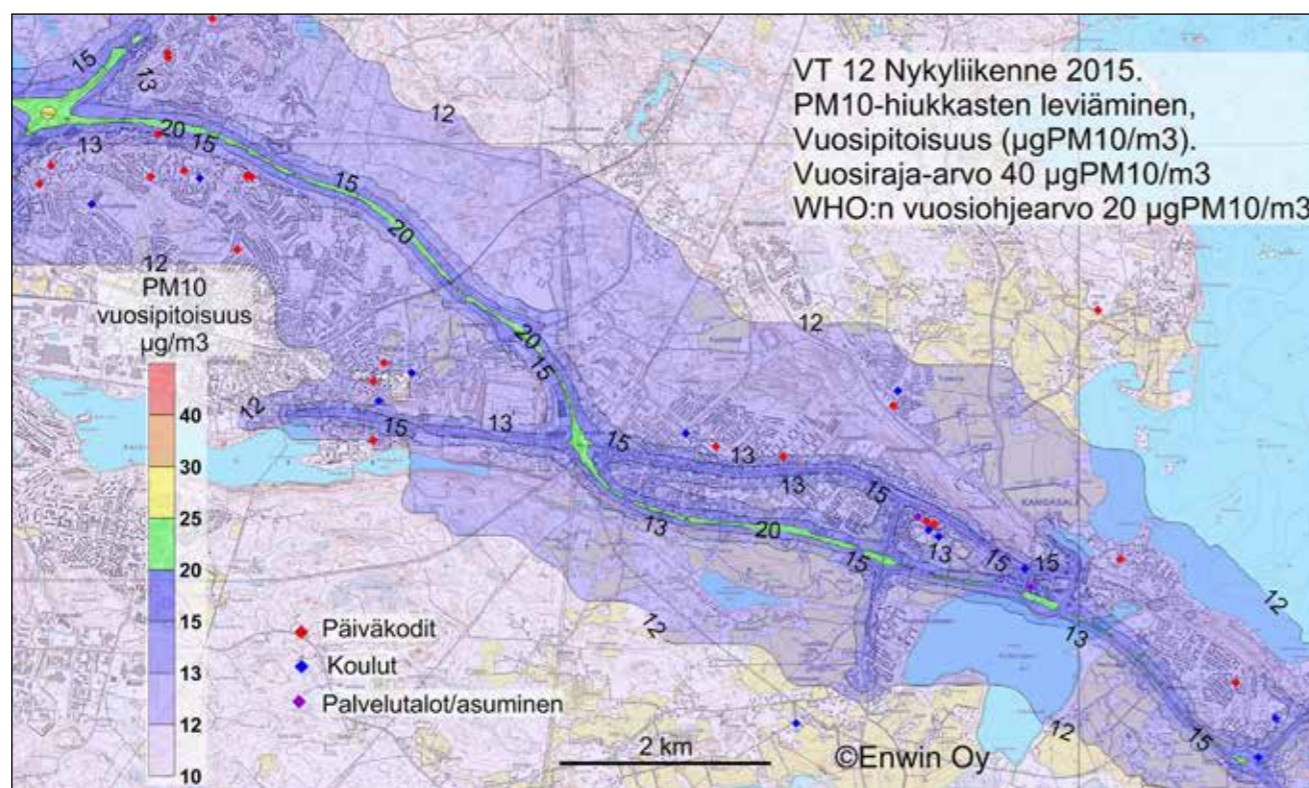 VT 12 Nykyliikenne 2015.
PM10-hiukkasten leviäminen,
Vuosipitoisuus (µgPM10/m3).
Vuosiraja-arvo 40 µgPM10/m3
WHO:n vuosiohjearvo 20 µgPM10/m3
15
13
12
20
13
15
15
20
12
PM10
vuosipitoisuus
µg/m3
12
20
15
40
12
15
13
15
13
13
15
30
KANGASALA
25
13
20
13
15
15
15
20
12
12
13
15
Päiväkodit
Koulut
Palvelutalot/asuminen
13
12
15
12
10
2 km
©Enwin Oy